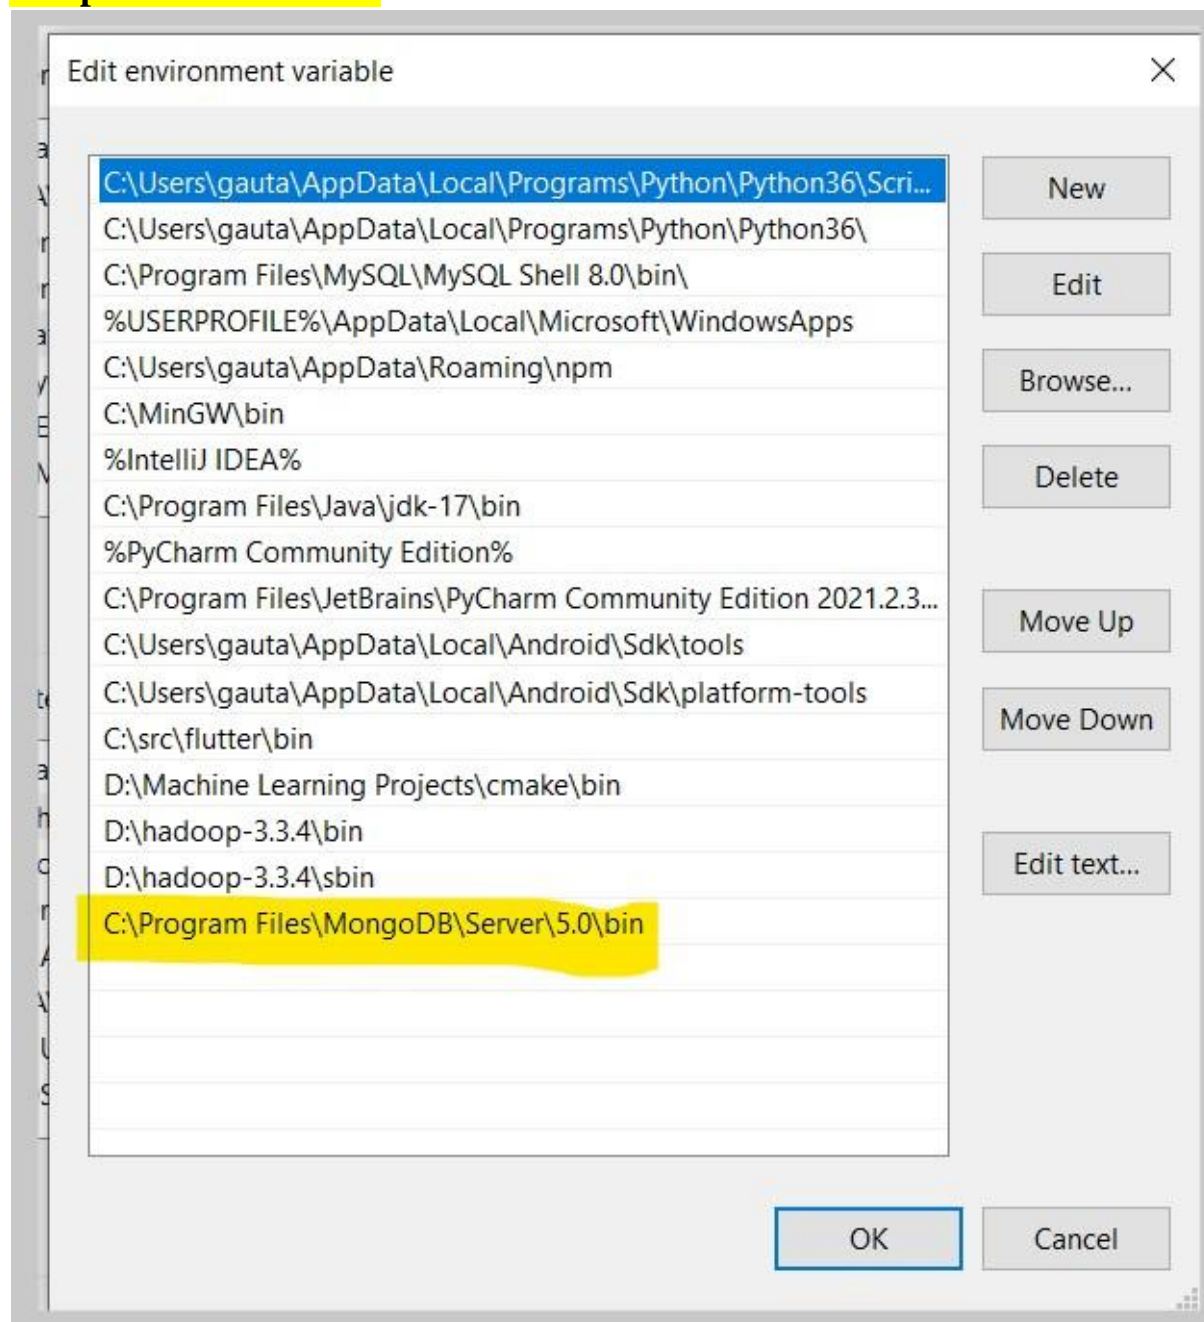 Edit environment variable
C:\Users\gauta\AppData\Local\Programs\Python\Python36\Scri...
New
C:\Users\gauta\AppData\Local\Programs\Python\Python36\
C:\Program Files\MySQL\MySQL Shell 8.0\bin\
Edit
%USERPROFILE%\AppData\Local\Microsoft\WindowsApps
C:\Users\gauta\AppData\Roaming\npm
Browse...
C:\MinGW\bin
%IntelliJ IDEA%
Delete
C:\Program Files\Java\jdk-17\bin
%PyCharm Community Edition%
C:\Program Files\JetBrains\PyCharm Community Edition 2021.2.3...
Move Up
C:\Users\gauta\AppData\Local\Android\Sdk\tools
C:\Users\gauta\AppData\Local\Android\Sdk\platform-tools
Move Down
C:\src\flutter\bin
D:\Machine Learning Projects\cmake\bin
D:\hadoop-3.3.4\bin
Edit text...
D:\hadoop-3.3.4\sbin
C:\Program Files\MongoDB\Server\5.0\bin
OK
Cancel